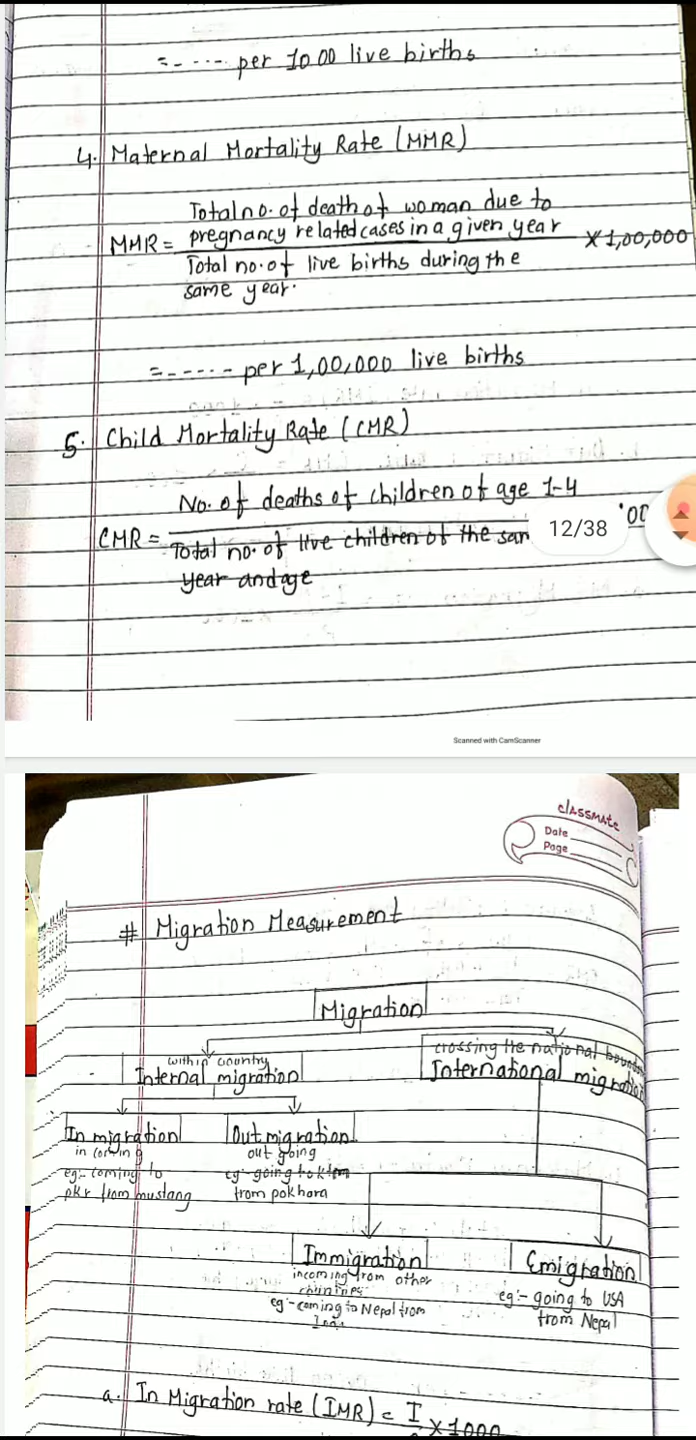 =----- per 1000 live births
4. Maternal Mortality Rate (MMR)
Total no. of death of woman due to
MMR = pregnancy related cases in a given year × 1,00,000
Total no. of live births during the
same year.
=------ per 1,00,000 live births
5. Child Mortality Rate (CMR)
No. of deaths of children of age 1-4
CMR =
Total no. of live children of the
year and age
12/38
Scanned with CamScanner
classmate
Date
Page
# Migration Measurement
Migration
within country
Internal migration
crossing the national
International migration
In migration
in coming
eg:- coming to
pkr from mustang
Out migration
out going
eg:- going to ktm
from pokhara
Immigration
incoming from other
countries
eg:- coming to Nepal from
Emigration
eg:- going to USA
from Nepal
a. In Migration rate (IMR) = I × 1000